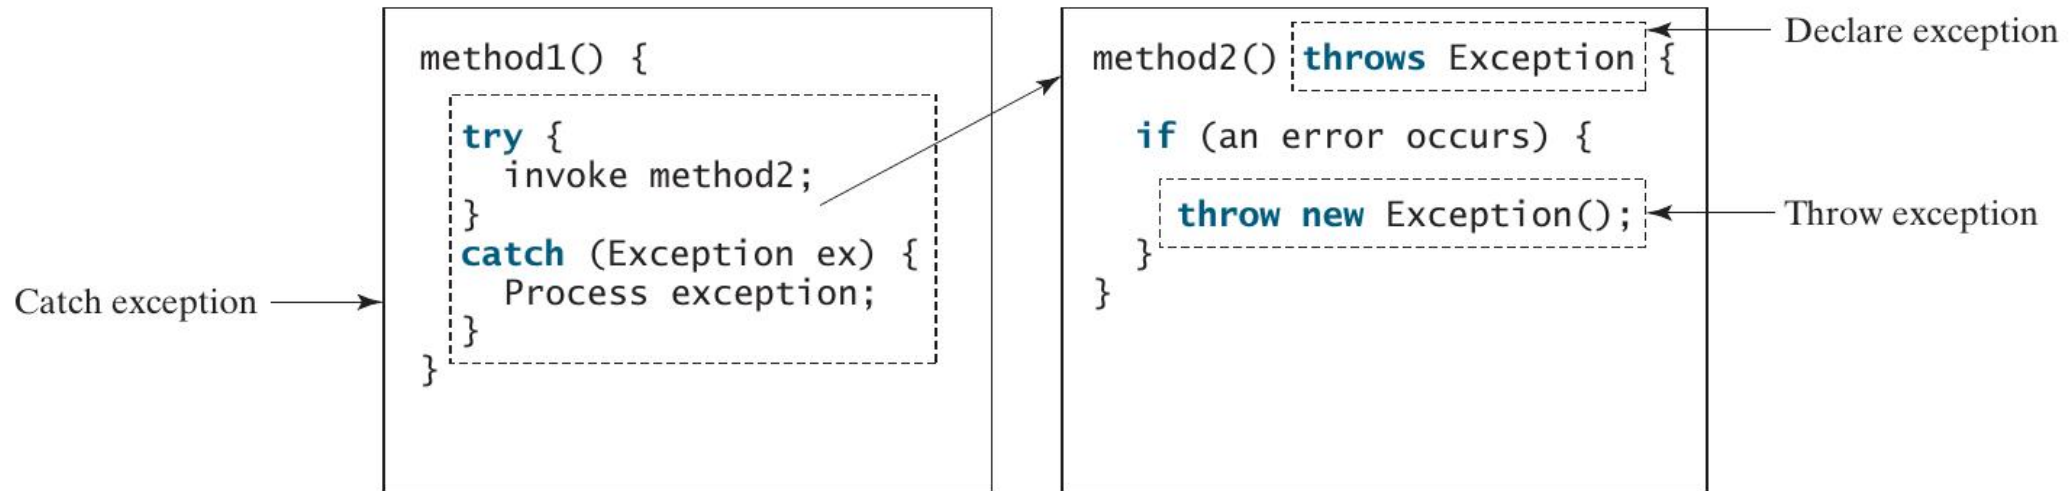 method1() {
try {
invoke method2;
}
catch (Exception ex) {
Process exception;
}
}
Catch exception
method2() throws Exception {
if (an error occurs) {
throw new Exception();
}
}
Declare exception
Throw exception